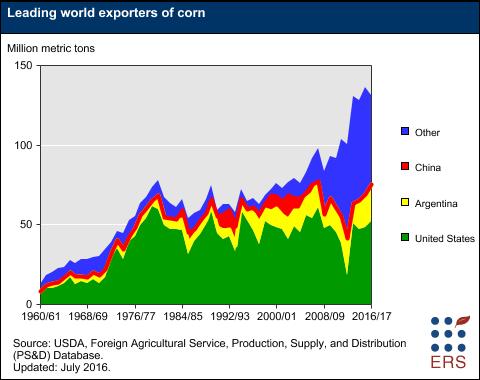 Leading world exporters of corn
Million metric tons
150
100
50
0
Other
China
Argentina
United States
1960/61 1968/69 1976/77 1984/85 1992/93 2000/01 2008/09 2016/17
Source: USDA, Foreign Agricultural Service, Production, Supply, and Distribution
(PS&D) Database.
Updated: July 2016.
ERS